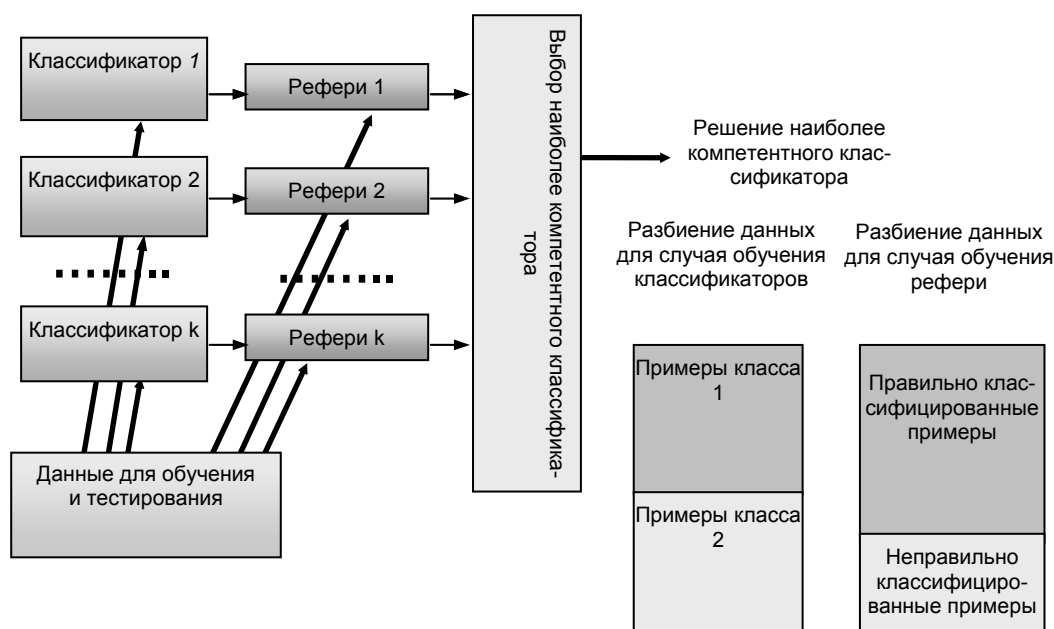 Классификатор 1
Рефери 1
Классификатор 2
Рефери 2
Классификатор k
Рефери k
Данные для обучения
и тестирования
Выбор наиболее компетентного классифика-
тора
Решение наиболее
компетентного клас-
сификатора
Разбиение данных
для случая обучения
классификаторов
Примеры класса
1
Примеры класса
2
Разбиение данных
для случая обучения
рефери
Правильно клас-
сифицированные
примеры
Неправильно
классифициро-
ванные примеры